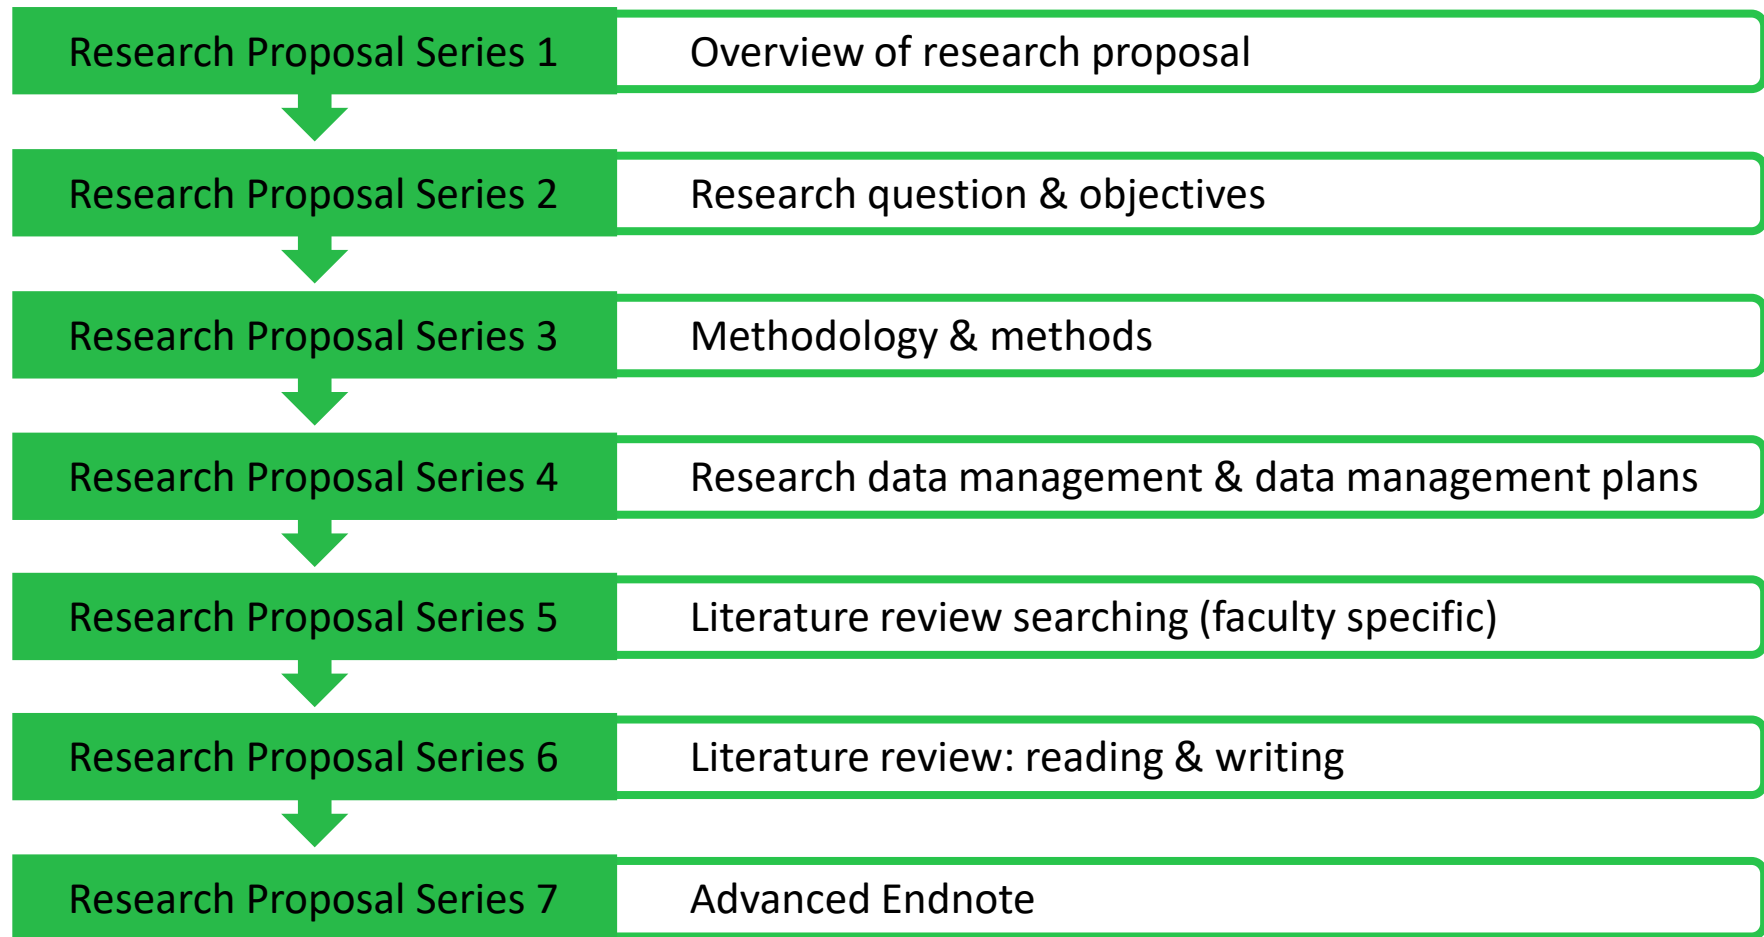 Research Proposal Series 1
Overview of research proposal
Research Proposal Series 2
Research question & objectives
Research Proposal Series 3
Methodology & methods
Research Proposal Series 4
Research data management & data management plans
Research Proposal Series 5
Literature review searching (faculty specific)
Research Proposal Series 6
Literature review: reading & writing
Research Proposal Series 7
Advanced Endnote